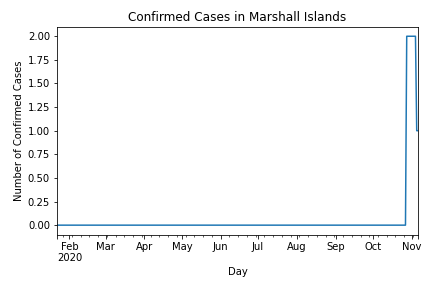 Confirmed Cases in Marshall Islands
Number of Confirmed Cases
2.00
1.75
1.50
1.25
1.00
0.75
0.50
0.25
0.00
Feb Mar Apr May Jun Jul Aug Sep Oct Nov
2020
Day